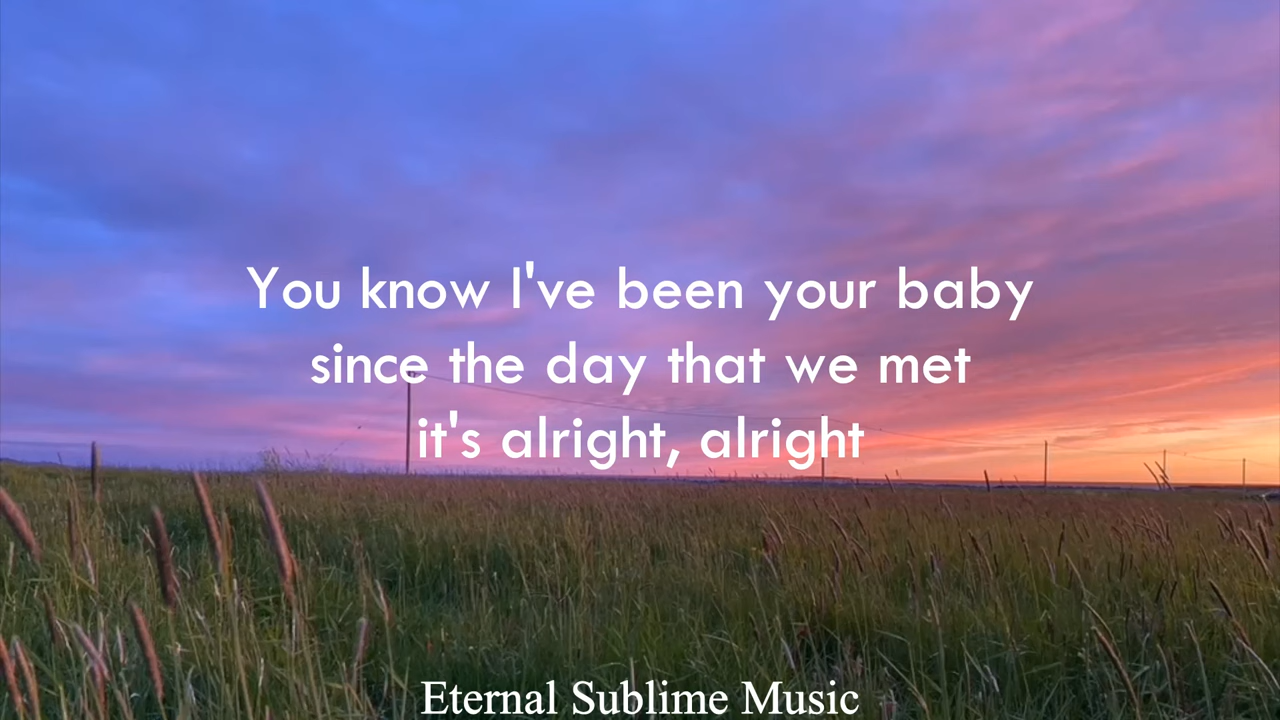 You know I've been your baby
since the day that we met
it's alright, alright
Eternal Sublime Music